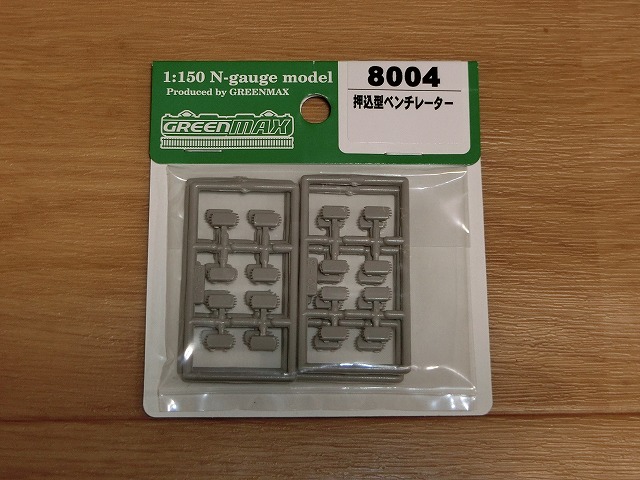 1:150 N-gauge model
Produced by GREENMAX
GREENMAX
8004
押込型ベンチレーター